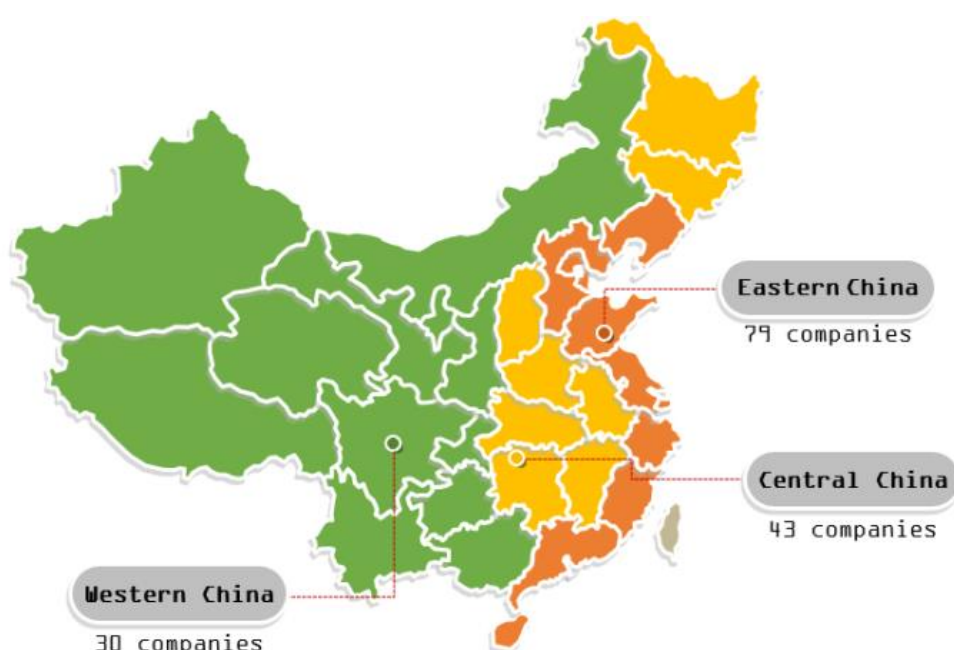 Eastern China
79 companies
Central China
43 companies
Western China
30 companies